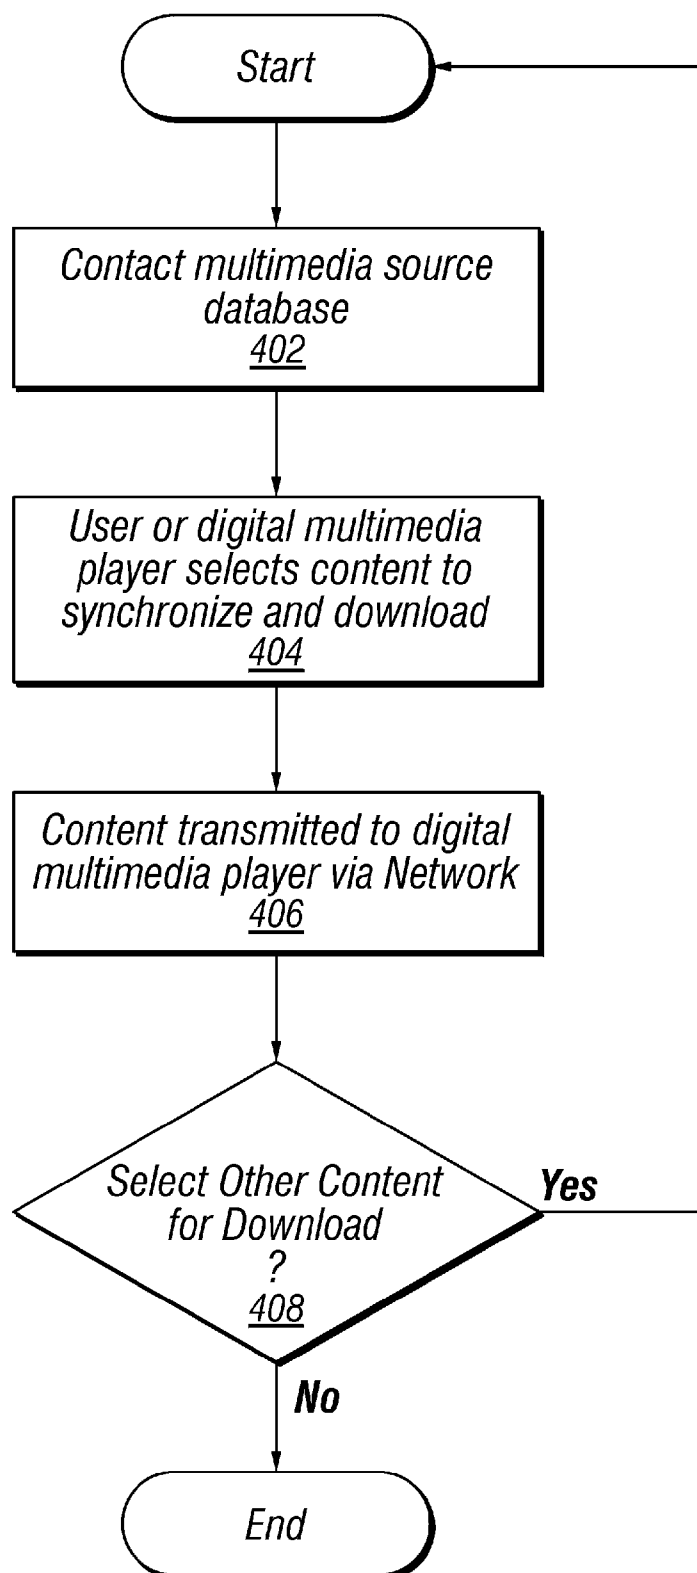 Start
Contact multimedia source
database
402
User or digital multimedia
player selects content to
synchronize and download
404
Content transmitted to digital
multimedia player via Network
406
Select Other Content
for Download
?
408
Yes
No
End